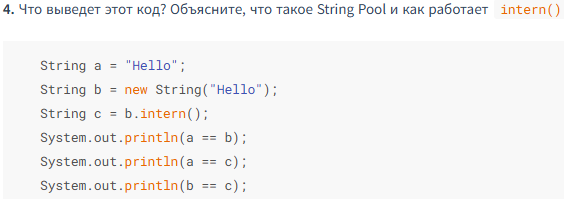 4. Что выведет этот код? Объясните, что такое String Pool и как работает intern()
String a = "Hello";
String b = new String("Hello");
String c = b.intern();
System.out.println(a == b);
System.out.println(a == c);
System.out.println(b == c);